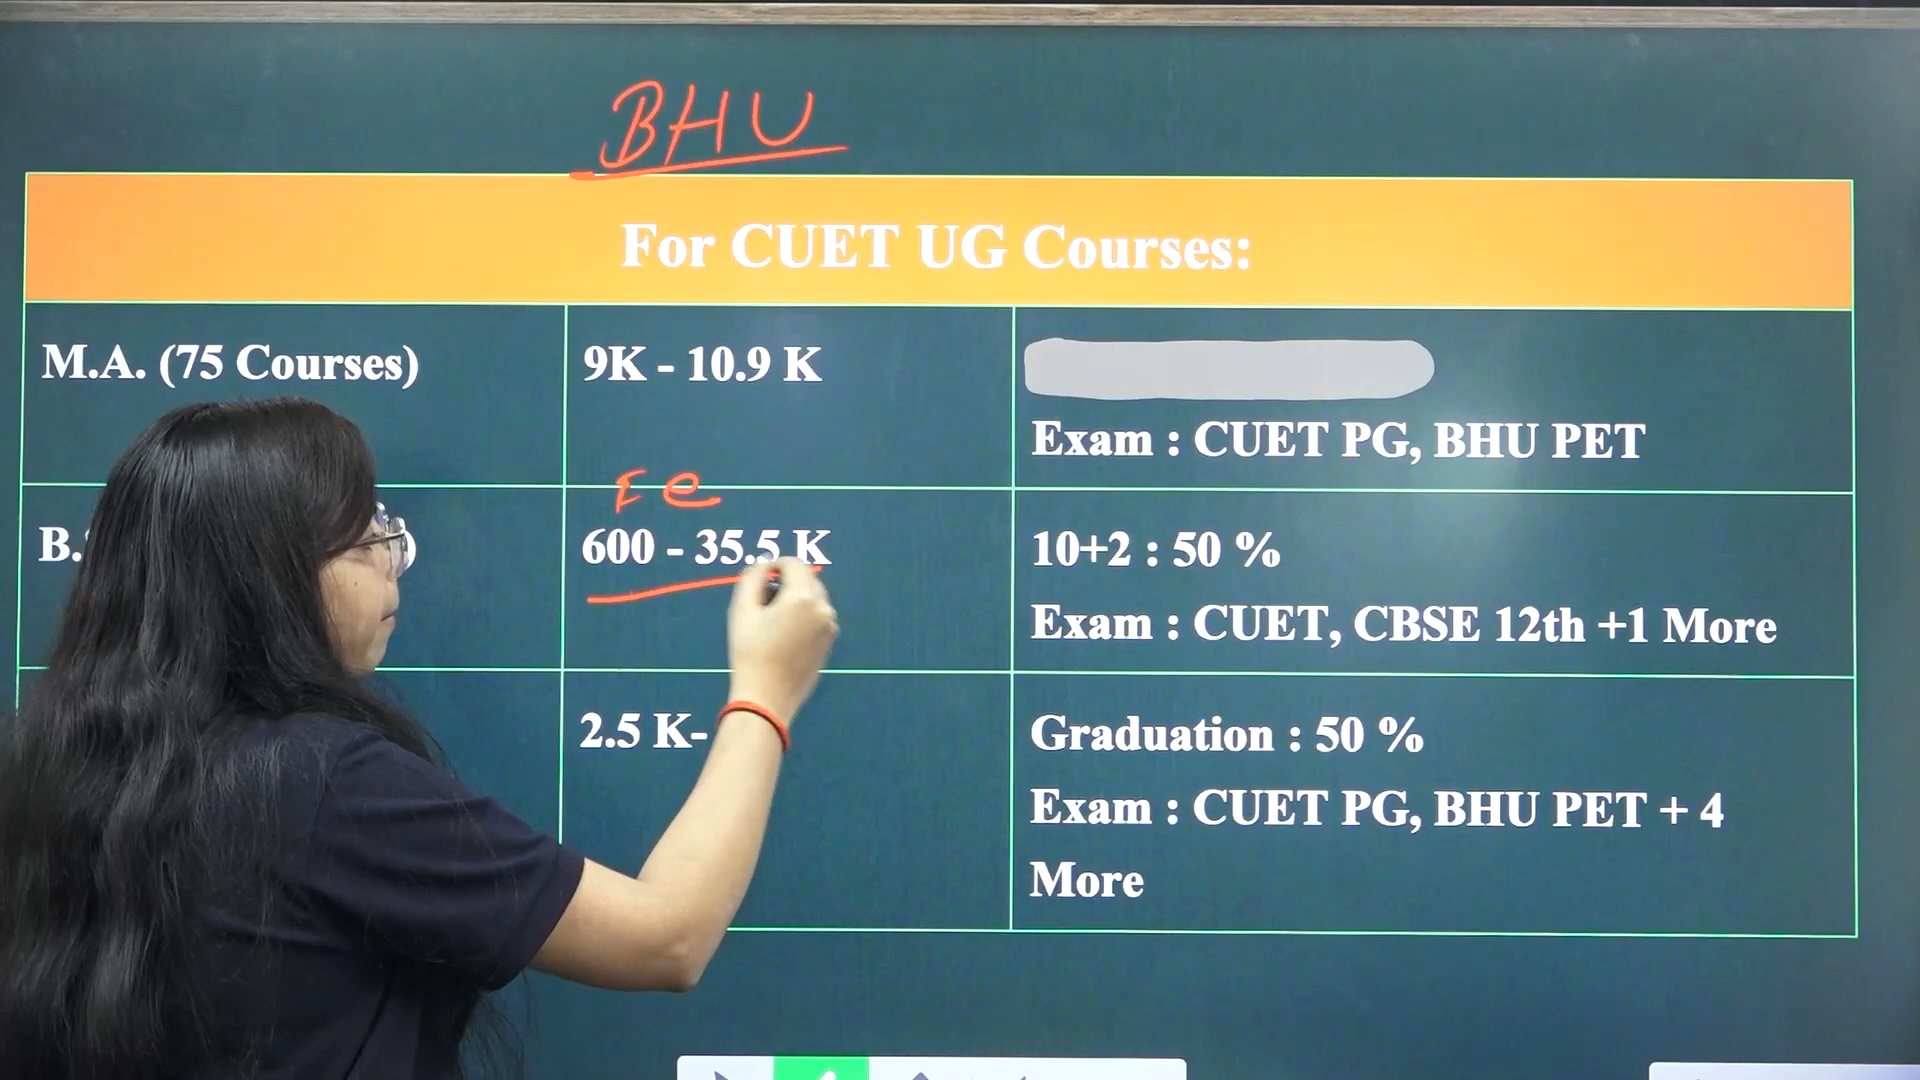 BHU
For CUET UG Courses:
M.A. (75 Courses)
9K - 10.9 K
Exam : CUET PG, BHU PET
Fe
600 - 35.5 K
10+2 : 50 %
Exam : CUET, CBSE 12th +1 More
2.5 K-
Graduation : 50 %
Exam : CUET PG, BHU PET + 4
More